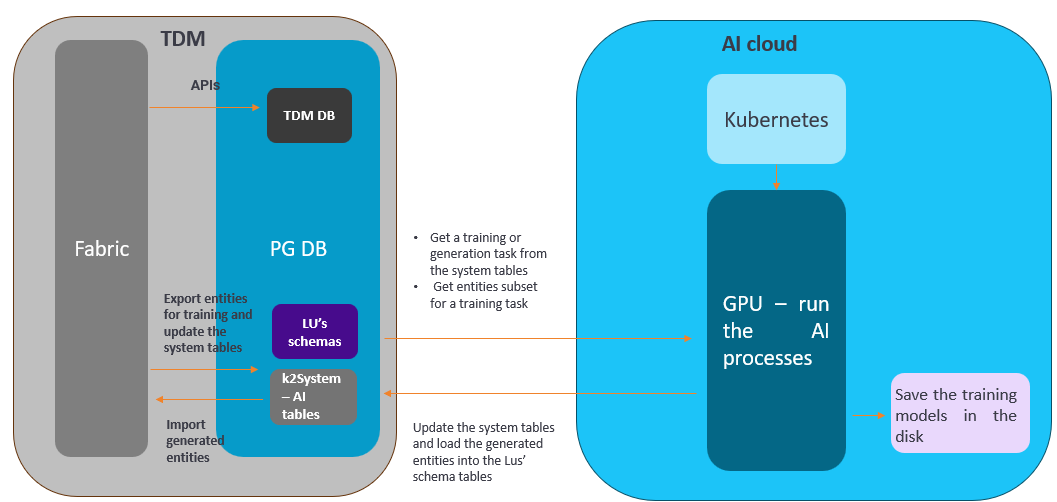 TDM
APIs
TDM DB
Fabric
PG DB
Export entities
for training and
update the
system tables
LU's
schemas
k2System
– AI
tables
Import
generated
entities
• Get a training or
generation task from
the system tables
• Get entities subset
for a training task
Update the system tables
and load the generated
entities into the Lus'
schema tables
AI cloud
Kubernetes
GPU – run
the AI
processes
Save the training
models in the
disk